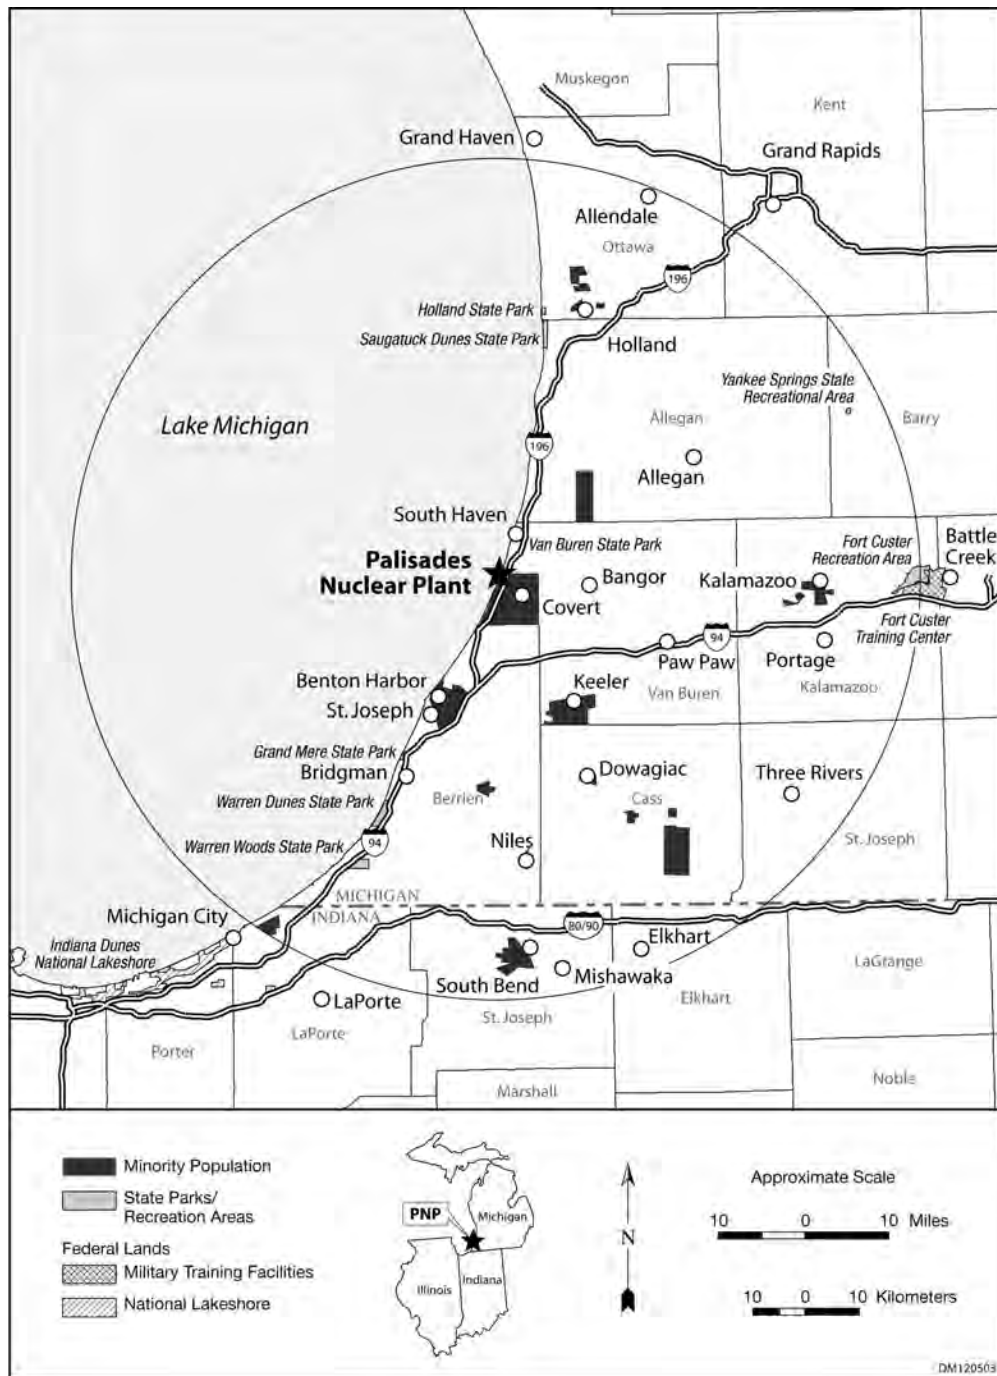 Muskegon
Kent
Grand Haven
Grand Rapids
Allendale
Ottawa
196
Holland State Park
Saugatuck Dunes State Park
Holland
Yankee Springs State
Recreational Area
Lake Michigan
Allegan
Barry
196
Allegan
South Haven
Van Buren State Park
Fort Custer
Recreation Area
Battle
Creek
Palisades
Nuclear Plant
Bangor
Kalamazoo
Covert
Fort Custer
Training Center
94
Paw Paw
Portage
Benton Harbor
Keeler
Van Buren
Kalamazoo
St. Joseph
Grand Mere State Park
Bridgman
Dowagiac
Three Rivers
Warren Dunes State Park
Berrien
Cass
Warren Woods State Park
94
Niles
St. Joseph
MICHIGAN
INDIANA
Michigan City
80/90
Indiana Dunes
National Lakeshore
Elkhart
South Bend
Mishawaka
LaGrange
LaPorte
Elkhart
St. Joseph
LaPorte
Porter
Marshall
Noble
Minority Population
State Parks/
Recreation Areas
Federal Lands
Military Training Facilities
National Lakeshore
PNP
Michigan
Illinois
Indiana
N
Approximate Scale
10 0 10 Miles
10 0 10 Kilometers
DM120503